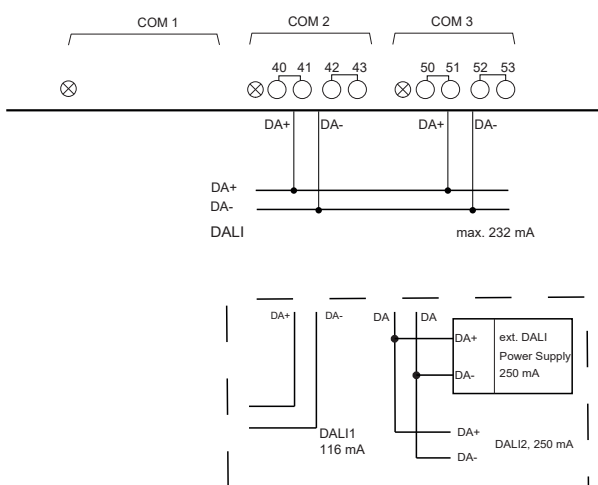 COM 1 COM 2 COM 3
40 41 42 43 50 51 52 53
DA+ DA- DA+ DA-
DA+
DA-
DALI max. 232 mA
DA+ DA- DA DA
DA+ ext. DALI
Power Supply
DA- 250 mA
DALI1
116 mA
DA+
DALI2, 250 mA
DA-